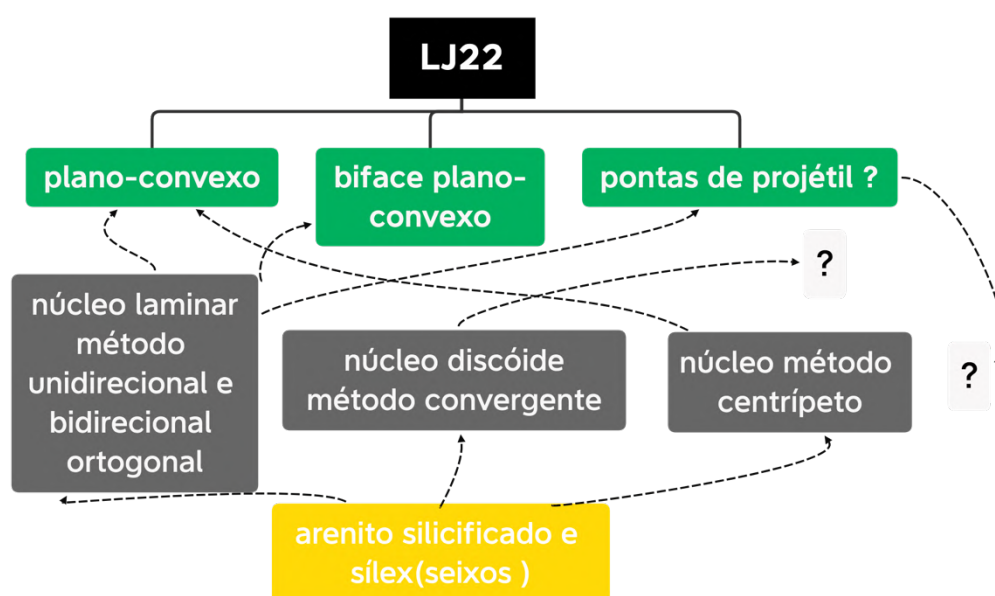 LJ22
plano-convexo
biface plano-
convexo
pontas de projétil ?
?
núcleo laminar
método
unidirecional e
bidirecional
ortogonal
núcleo discóide
método convergente
núcleo método
centrípeto
?
arenito silicificado e
sílex(seixos )